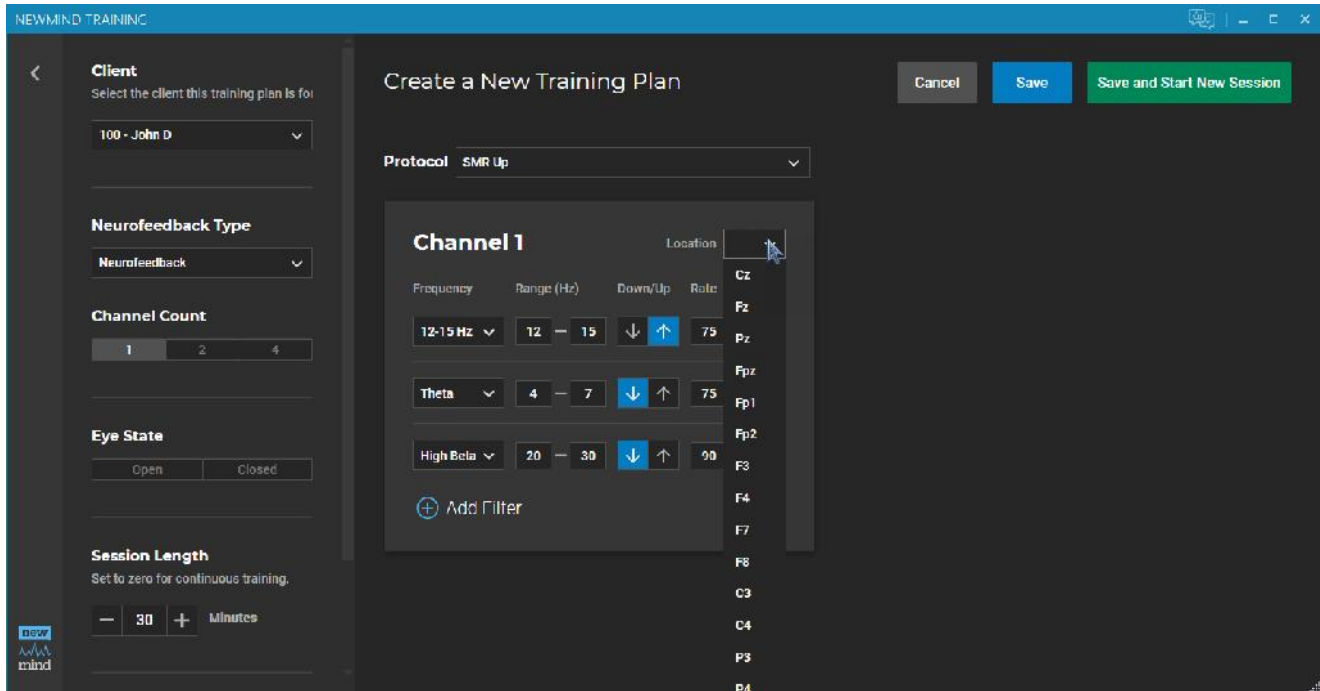 NEWMIND TRAINING
Client
Select the client this training plan is for
100 - John D
Neurofeedback Type
Neurofeedback
Channel Count
1 2 4
Eye State
Open Closed
Session Length
Set to zero for continuous training.
30 Minutes
new
mind
Create a New Training Plan
Cancel Save Save and Start New Session
Protocol SMR Up
Channel 1 Location
Frequency Range (Hz) Down/Up Rate
12-15 Hz 12 — 15 75
Theta 4 — 7 75
High Beta 20 — 30 90
Add Filter
Cz
Fz
Pz
Fpz
Fp1
Fp2
F3
F4
F7
F8
C3
C4
P3
P4